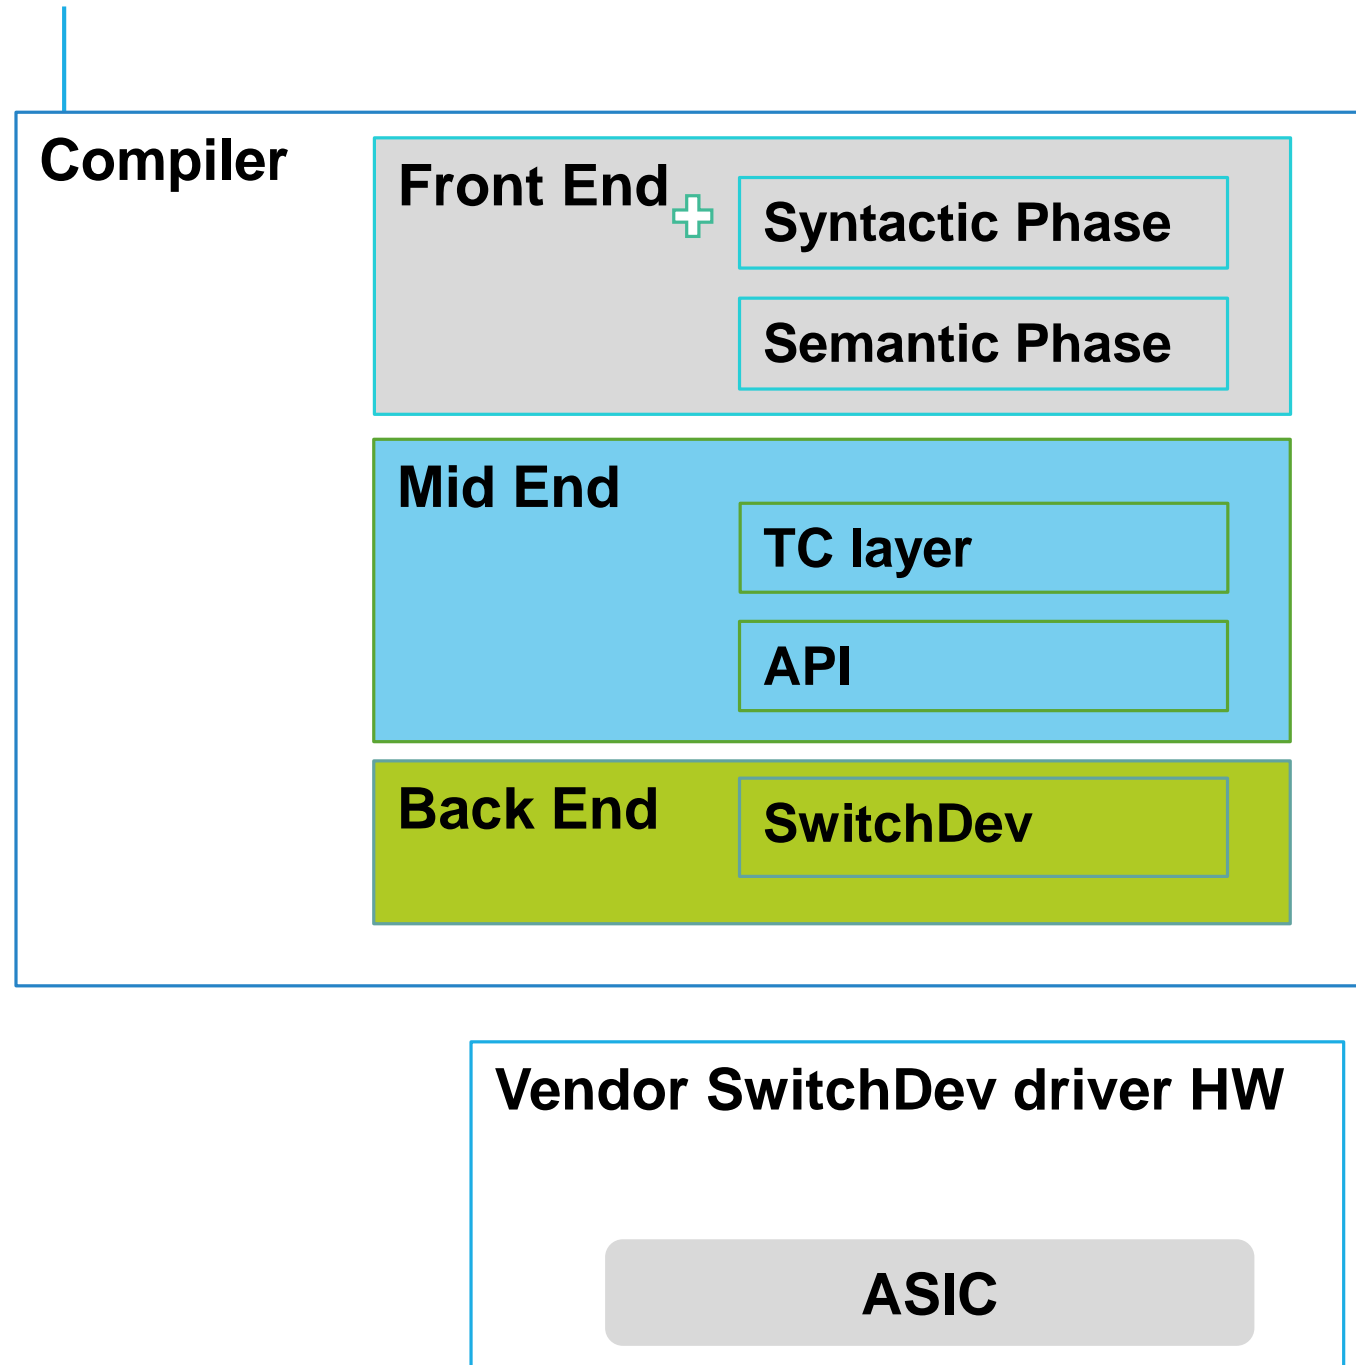 Compiler
Front End
Syntactic Phase
Semantic Phase
Mid End
TC layer
API
Back End
SwitchDev
Vendor SwitchDev driver HW
ASIC